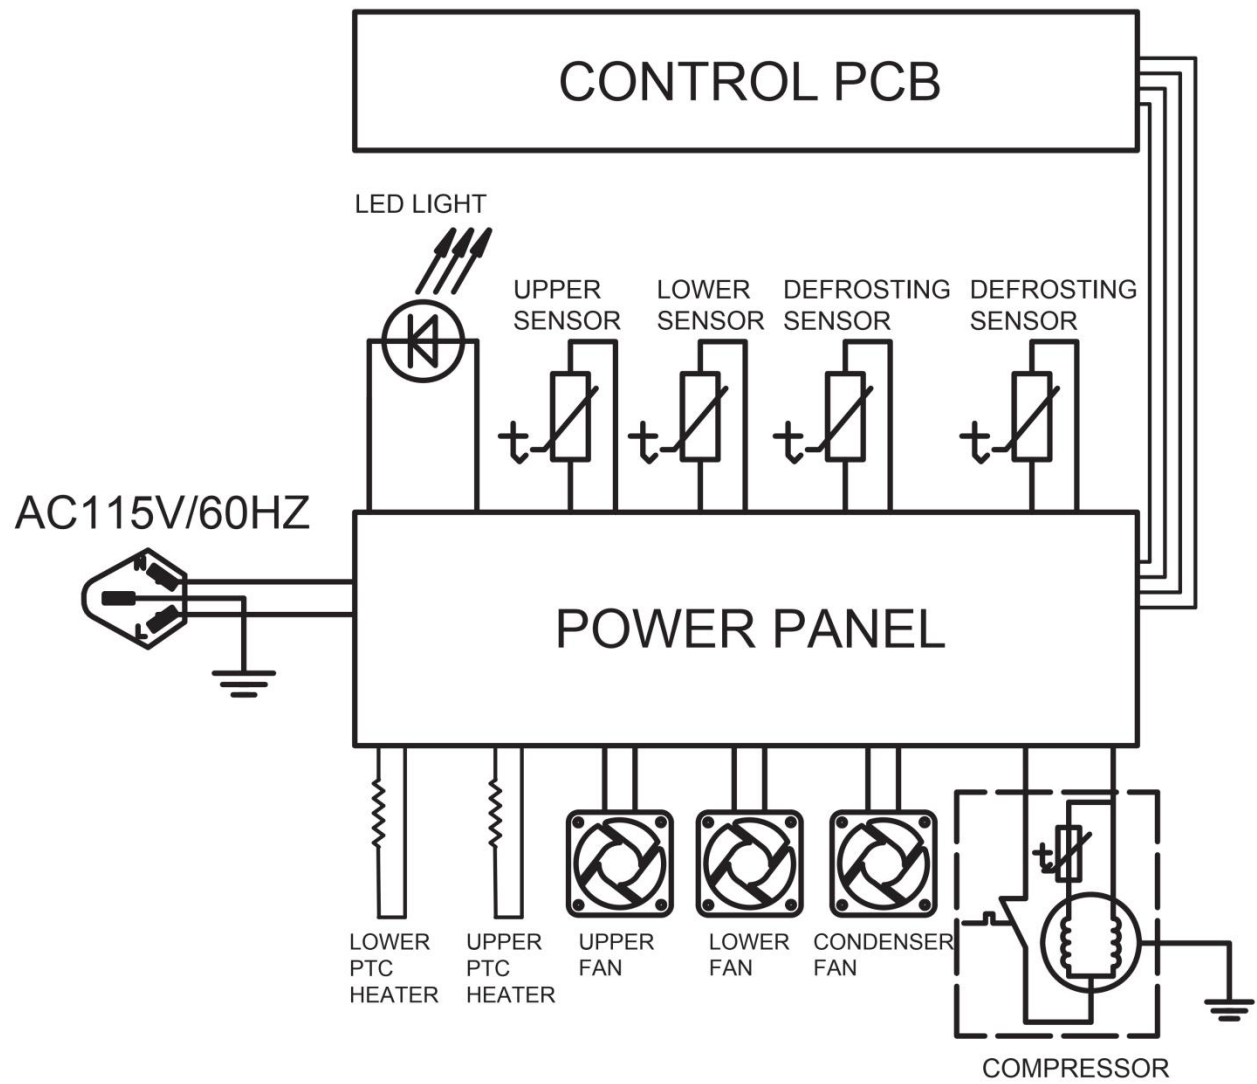 CONTROL PCB
LED LIGHT
UPPER
SENSOR
LOWER
SENSOR
DEFROSTING
SENSOR
DEFROSTING
SENSOR
t
t
t
t
AC115V/60HZ
N
L
POWER PANEL
t
LOWER
PTC
HEATER
UPPER
PTC
HEATER
UPPER
FAN
LOWER
FAN
CONDENSER
FAN
COMPRESSOR